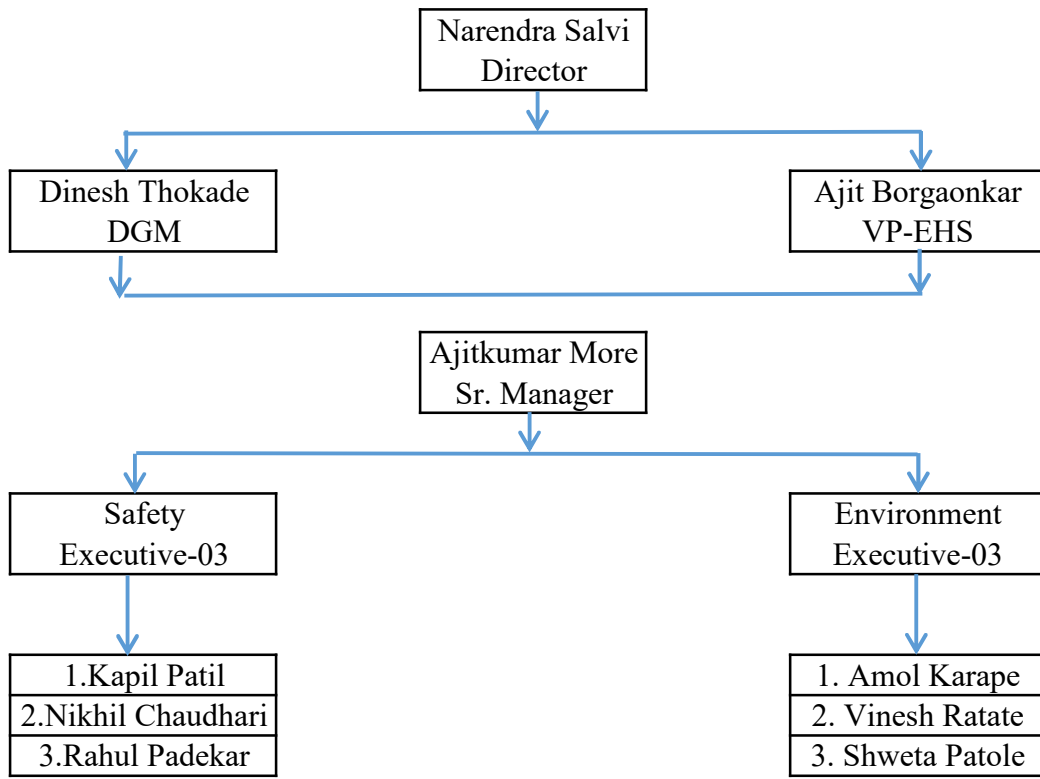 Narendra Salvi
Director
Dinesh Thokade
DGM
Ajit Borgaonkar
VP-EHS
Ajitkumar More
Sr. Manager
Safety
Executive-03
Environment
Executive-03
1.Kapil Patil
2.Nikhil Chaudhari
3.Rahul Padekar
1. Amol Karape
2. Vinesh Ratate
3. Shweta Patole